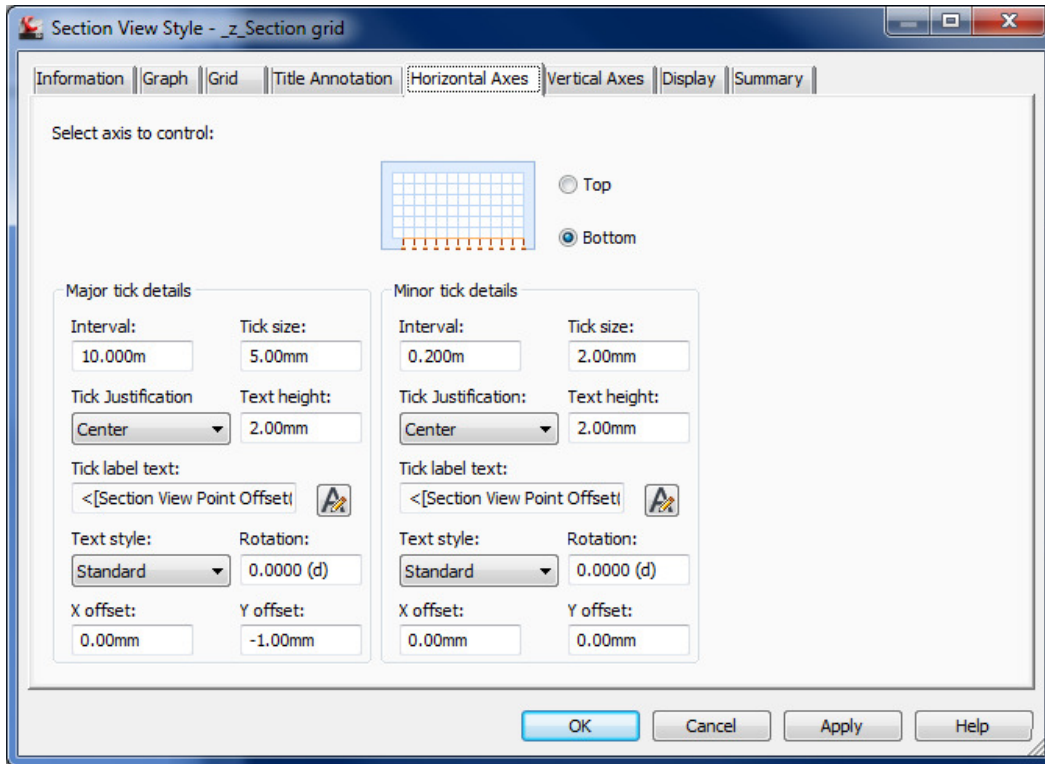 Section View Style - _z_Section grid
Information Graph Grid Title Annotation Horizontal Axes Vertical Axes Display Summary
Select axis to control:
Top
Bottom
Major tick details
Interval: Tick size:
10.000m 5.00mm
Tick Justification Text height:
Center 2.00mm
Tick label text:
<[Section View Point Offset(
Text style: Rotation:
Standard 0.0000 (d)
X offset: Y offset:
0.00mm -1.00mm
Minor tick details
Interval: Tick size:
0.200m 2.00mm
Tick Justification: Text height:
Center 2.00mm
Tick label text:
<[Section View Point Offset(
Text style: Rotation:
Standard 0.0000 (d)
X offset: Y offset:
0.00mm 0.00mm
OK Cancel Apply Help